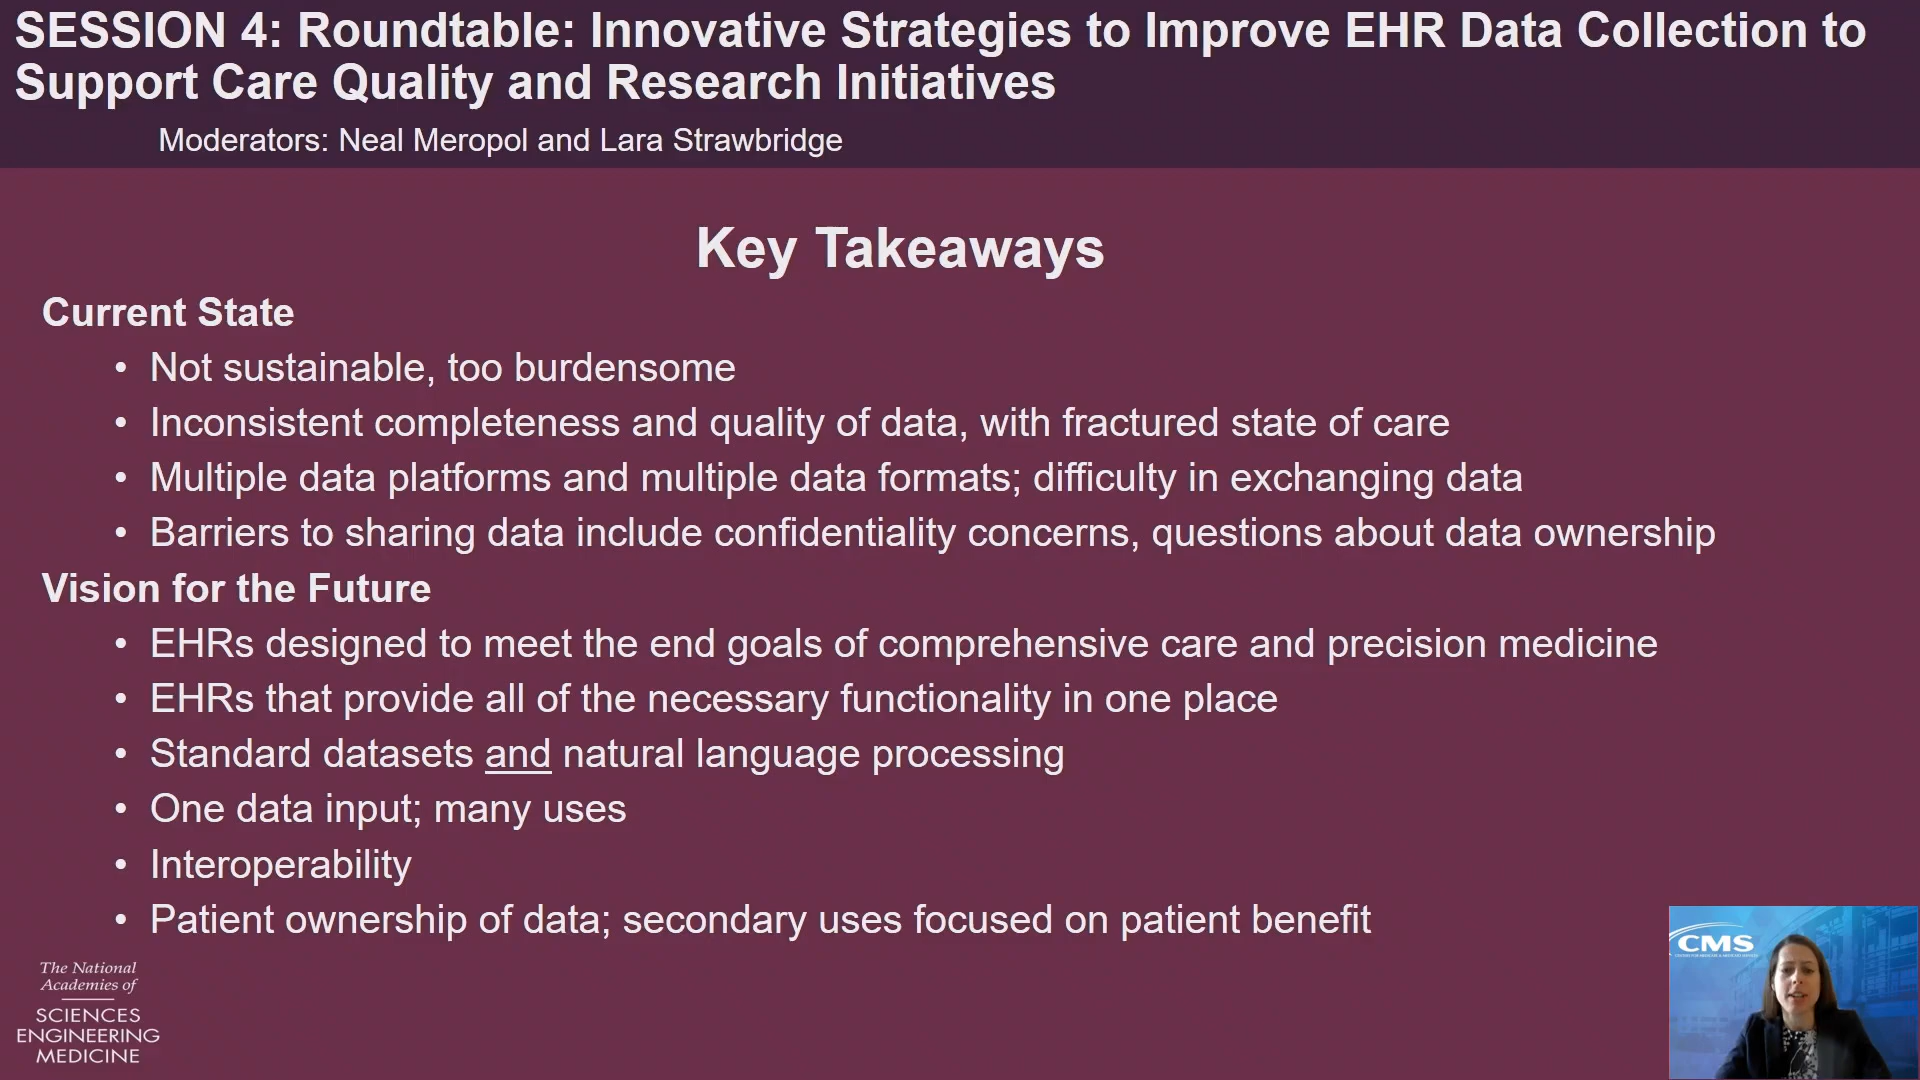 SESSION 4: Roundtable: Innovative Strategies to Improve EHR Data Collection to
Support Care Quality and Research Initiatives
Moderators: Neal Meropol and Lara Strawbridge
Key Takeaways
Current State
• Not sustainable, too burdensome
• Inconsistent completeness and quality of data, with fractured state of care
• Multiple data platforms and multiple data formats; difficulty in exchanging data
• Barriers to sharing data include confidentiality concerns, questions about data ownership
Vision for the Future
• EHRs designed to meet the end goals of comprehensive care and precision medicine
• EHRs that provide all of the necessary functionality in one place
• Standard datasets and natural language processing
• One data input; many uses
• Interoperability
• Patient ownership of data; secondary uses focused on patient benefit
The National
Academies of
SCIENCES
ENGINEERING
MEDICINE
CMS